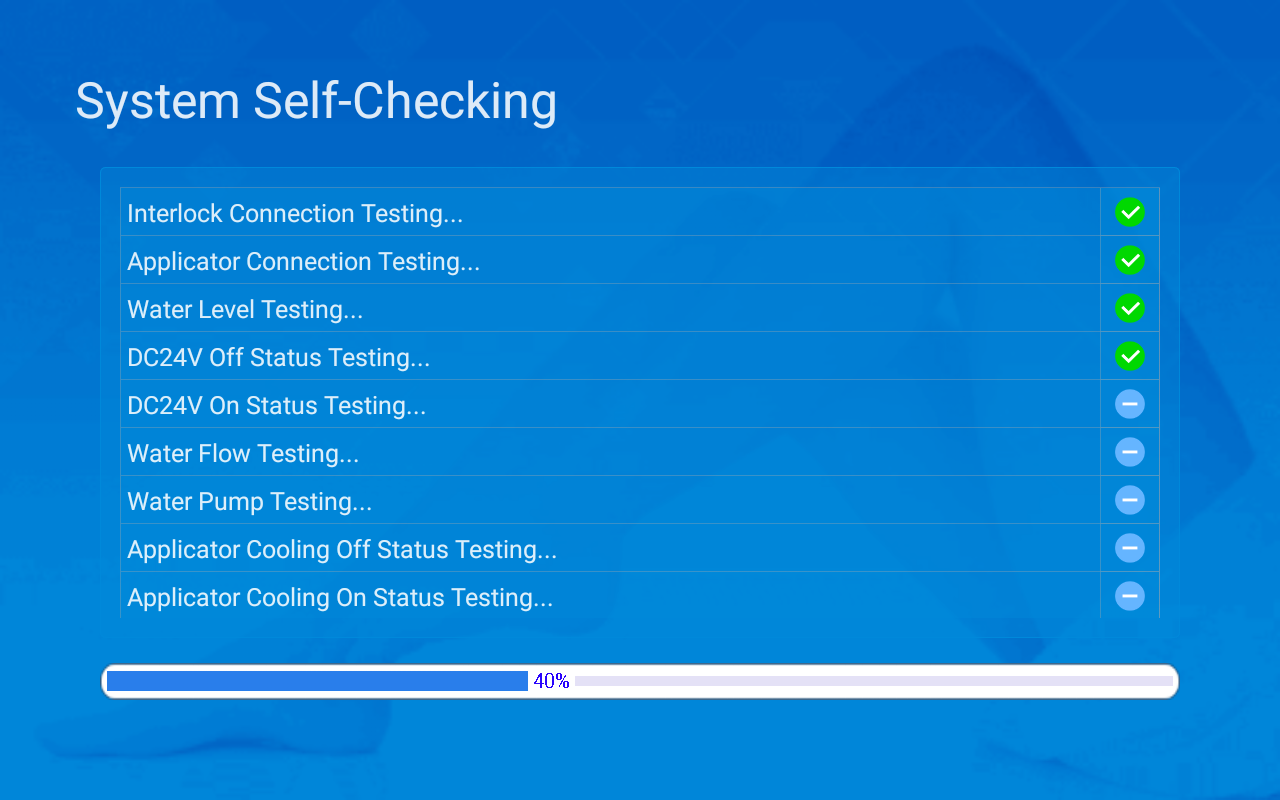 System Self-Checking
Interlock Connection Testing...
Applicator Connection Testing...
Water Level Testing...
DC24V Off Status Testing...
DC24V On Status Testing...
Water Flow Testing...
Water Pump Testing...
Applicator Cooling Off Status Testing...
Applicator Cooling On Status Testing...
40%